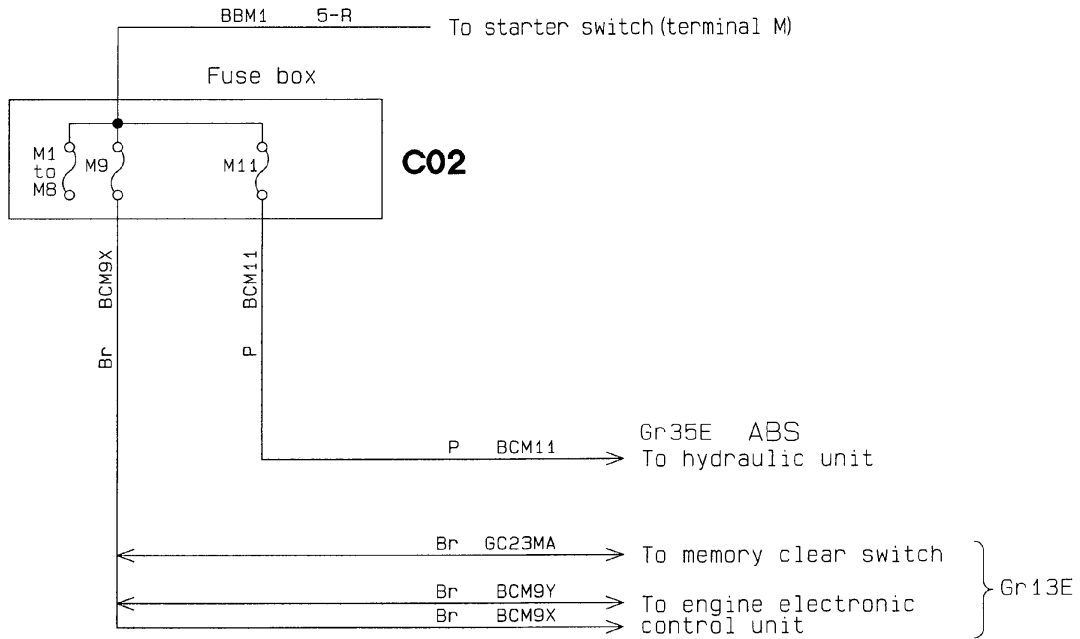 BBM1 5-R
To starter switch (terminal M)
Fuse box
M1
to
M8
M9
M11
C02
BCM9X
Br
BCM11
P
P BCM11
Gr35E ABS
To hydraulic unit
Br GC23MA
To memory clear switch
Br BCM9Y
Br BCM9X
To engine electronic
control unit
Gr13E